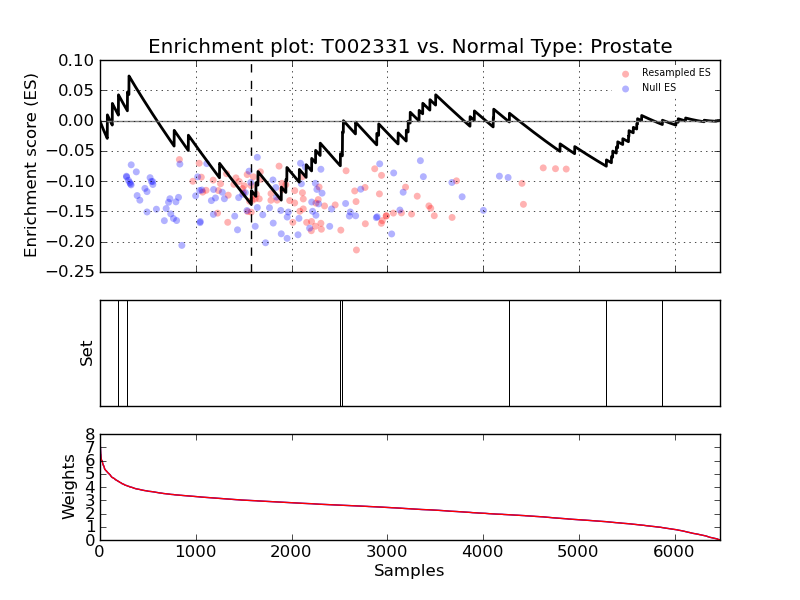 Enrichment plot: T002331 vs. Normal Type: Prostate
Enrichment score (ES)
0.10
0.05
0.00
−0.05
−0.10
−0.15
−0.20
−0.25
Resampled ES
Null ES
Set
Weights
8
7
6
5
4
3
2
1
0
0 1000 2000 3000 4000 5000 6000
Samples